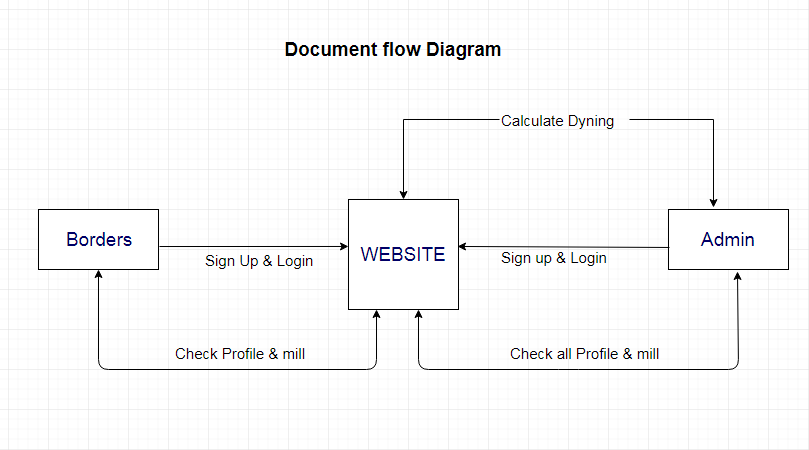 Document flow Diagram
Calculate Dyning
Borders
WEBSITE
Admin
Sign Up & Login
Sign up & Login
Check Profile & mill
Check all Profile & mill